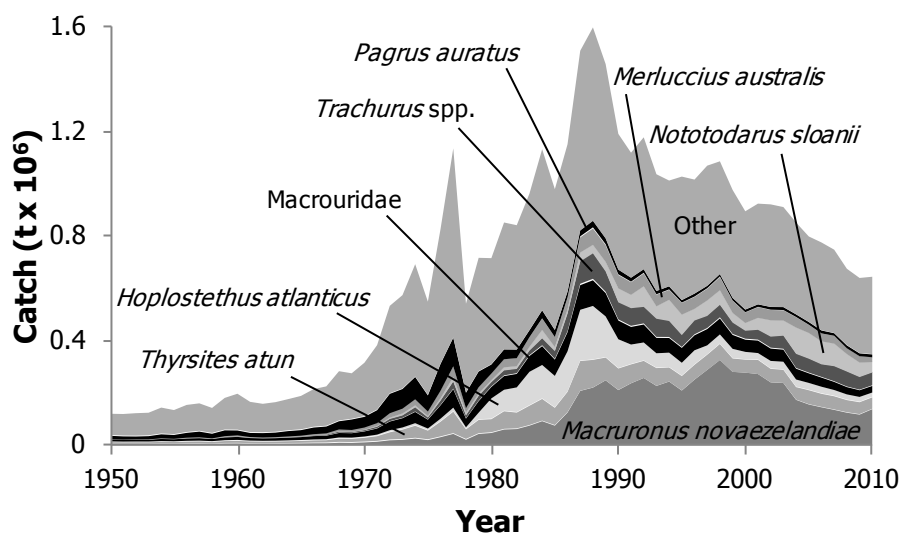 1.6
1.2
0.8
0.4
0
Catch (t x 10⁶)
Pagrus auratus
Merluccius australis
Trachurus spp.
Nototodarus sloanii
Macrouridae
Other
Hoplostethus atlanticus
Thyrsites atun
Macruronus novaezelandiae
1950 1960 1970 1980 1990 2000 2010
Year